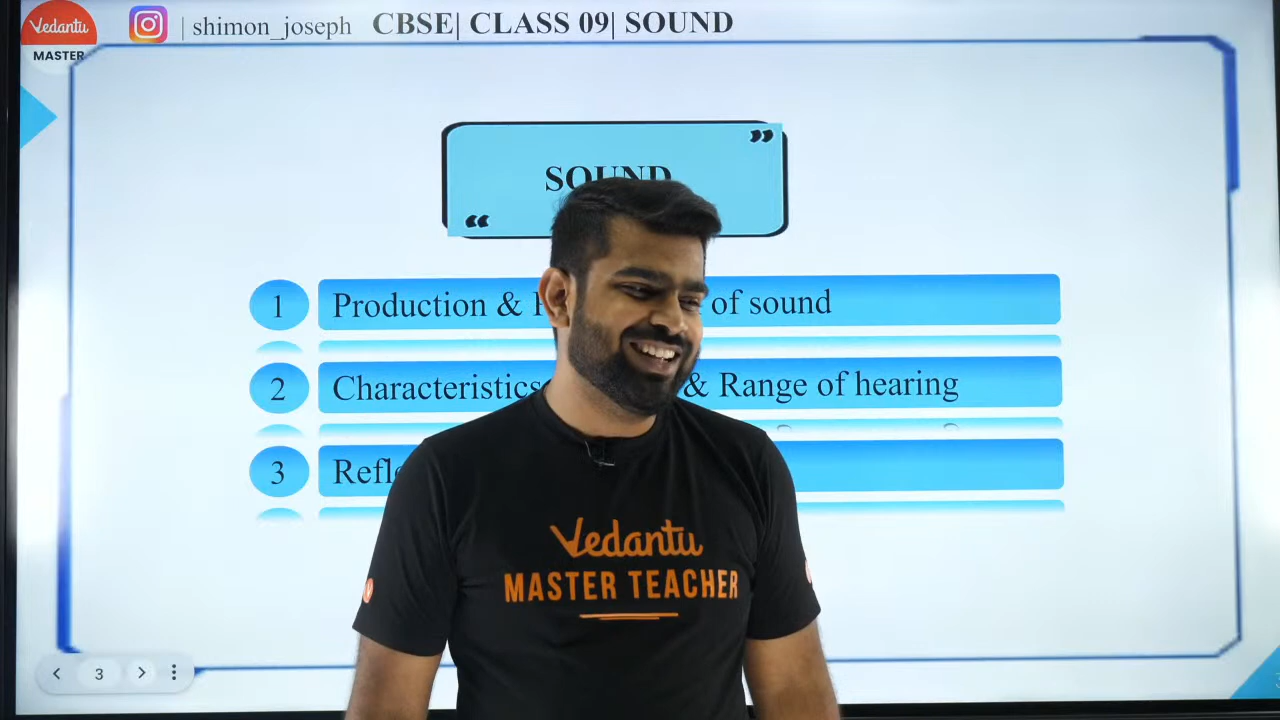 Vedantu
MASTER
| shimon_joseph CBSE| CLASS 09| SOUND
SOUND
1 Production & of sound
2 Characteristics & Range of hearing
3
Vedantu
MASTER TEACHER
3